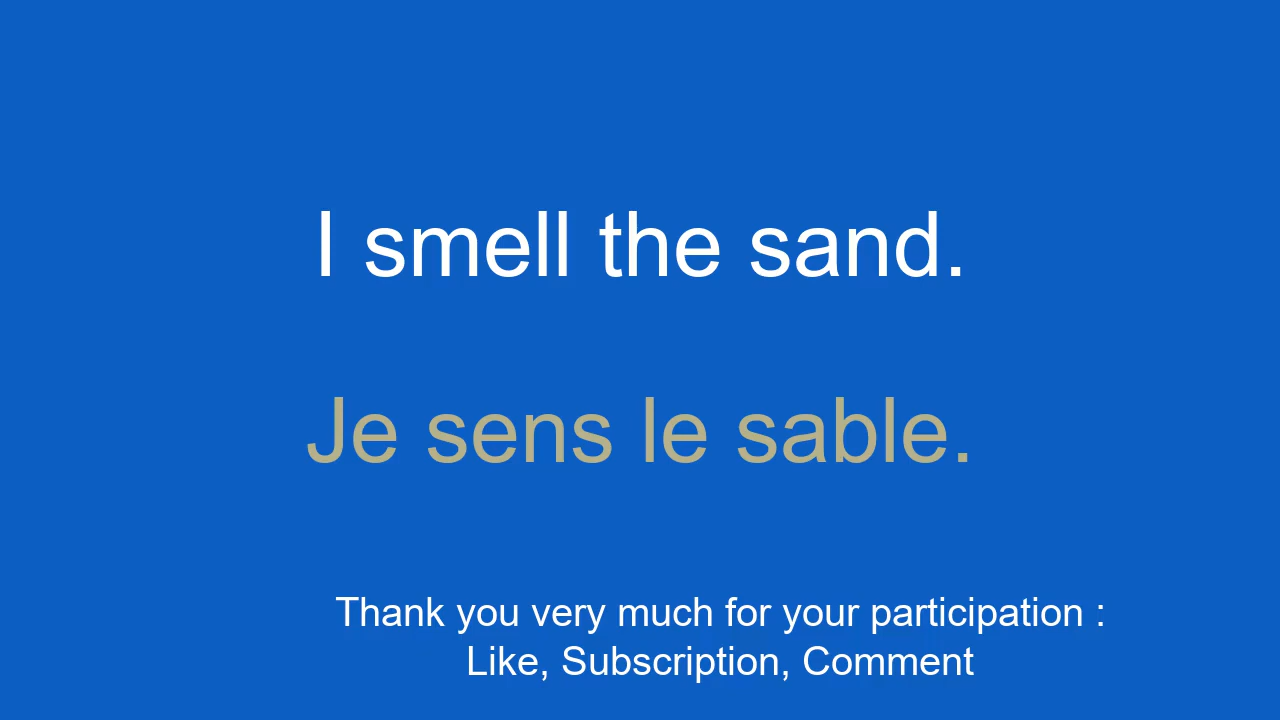 I smell the sand.
Je sens le sable.
Thank you very much for your participation :
Like, Subscription, Comment